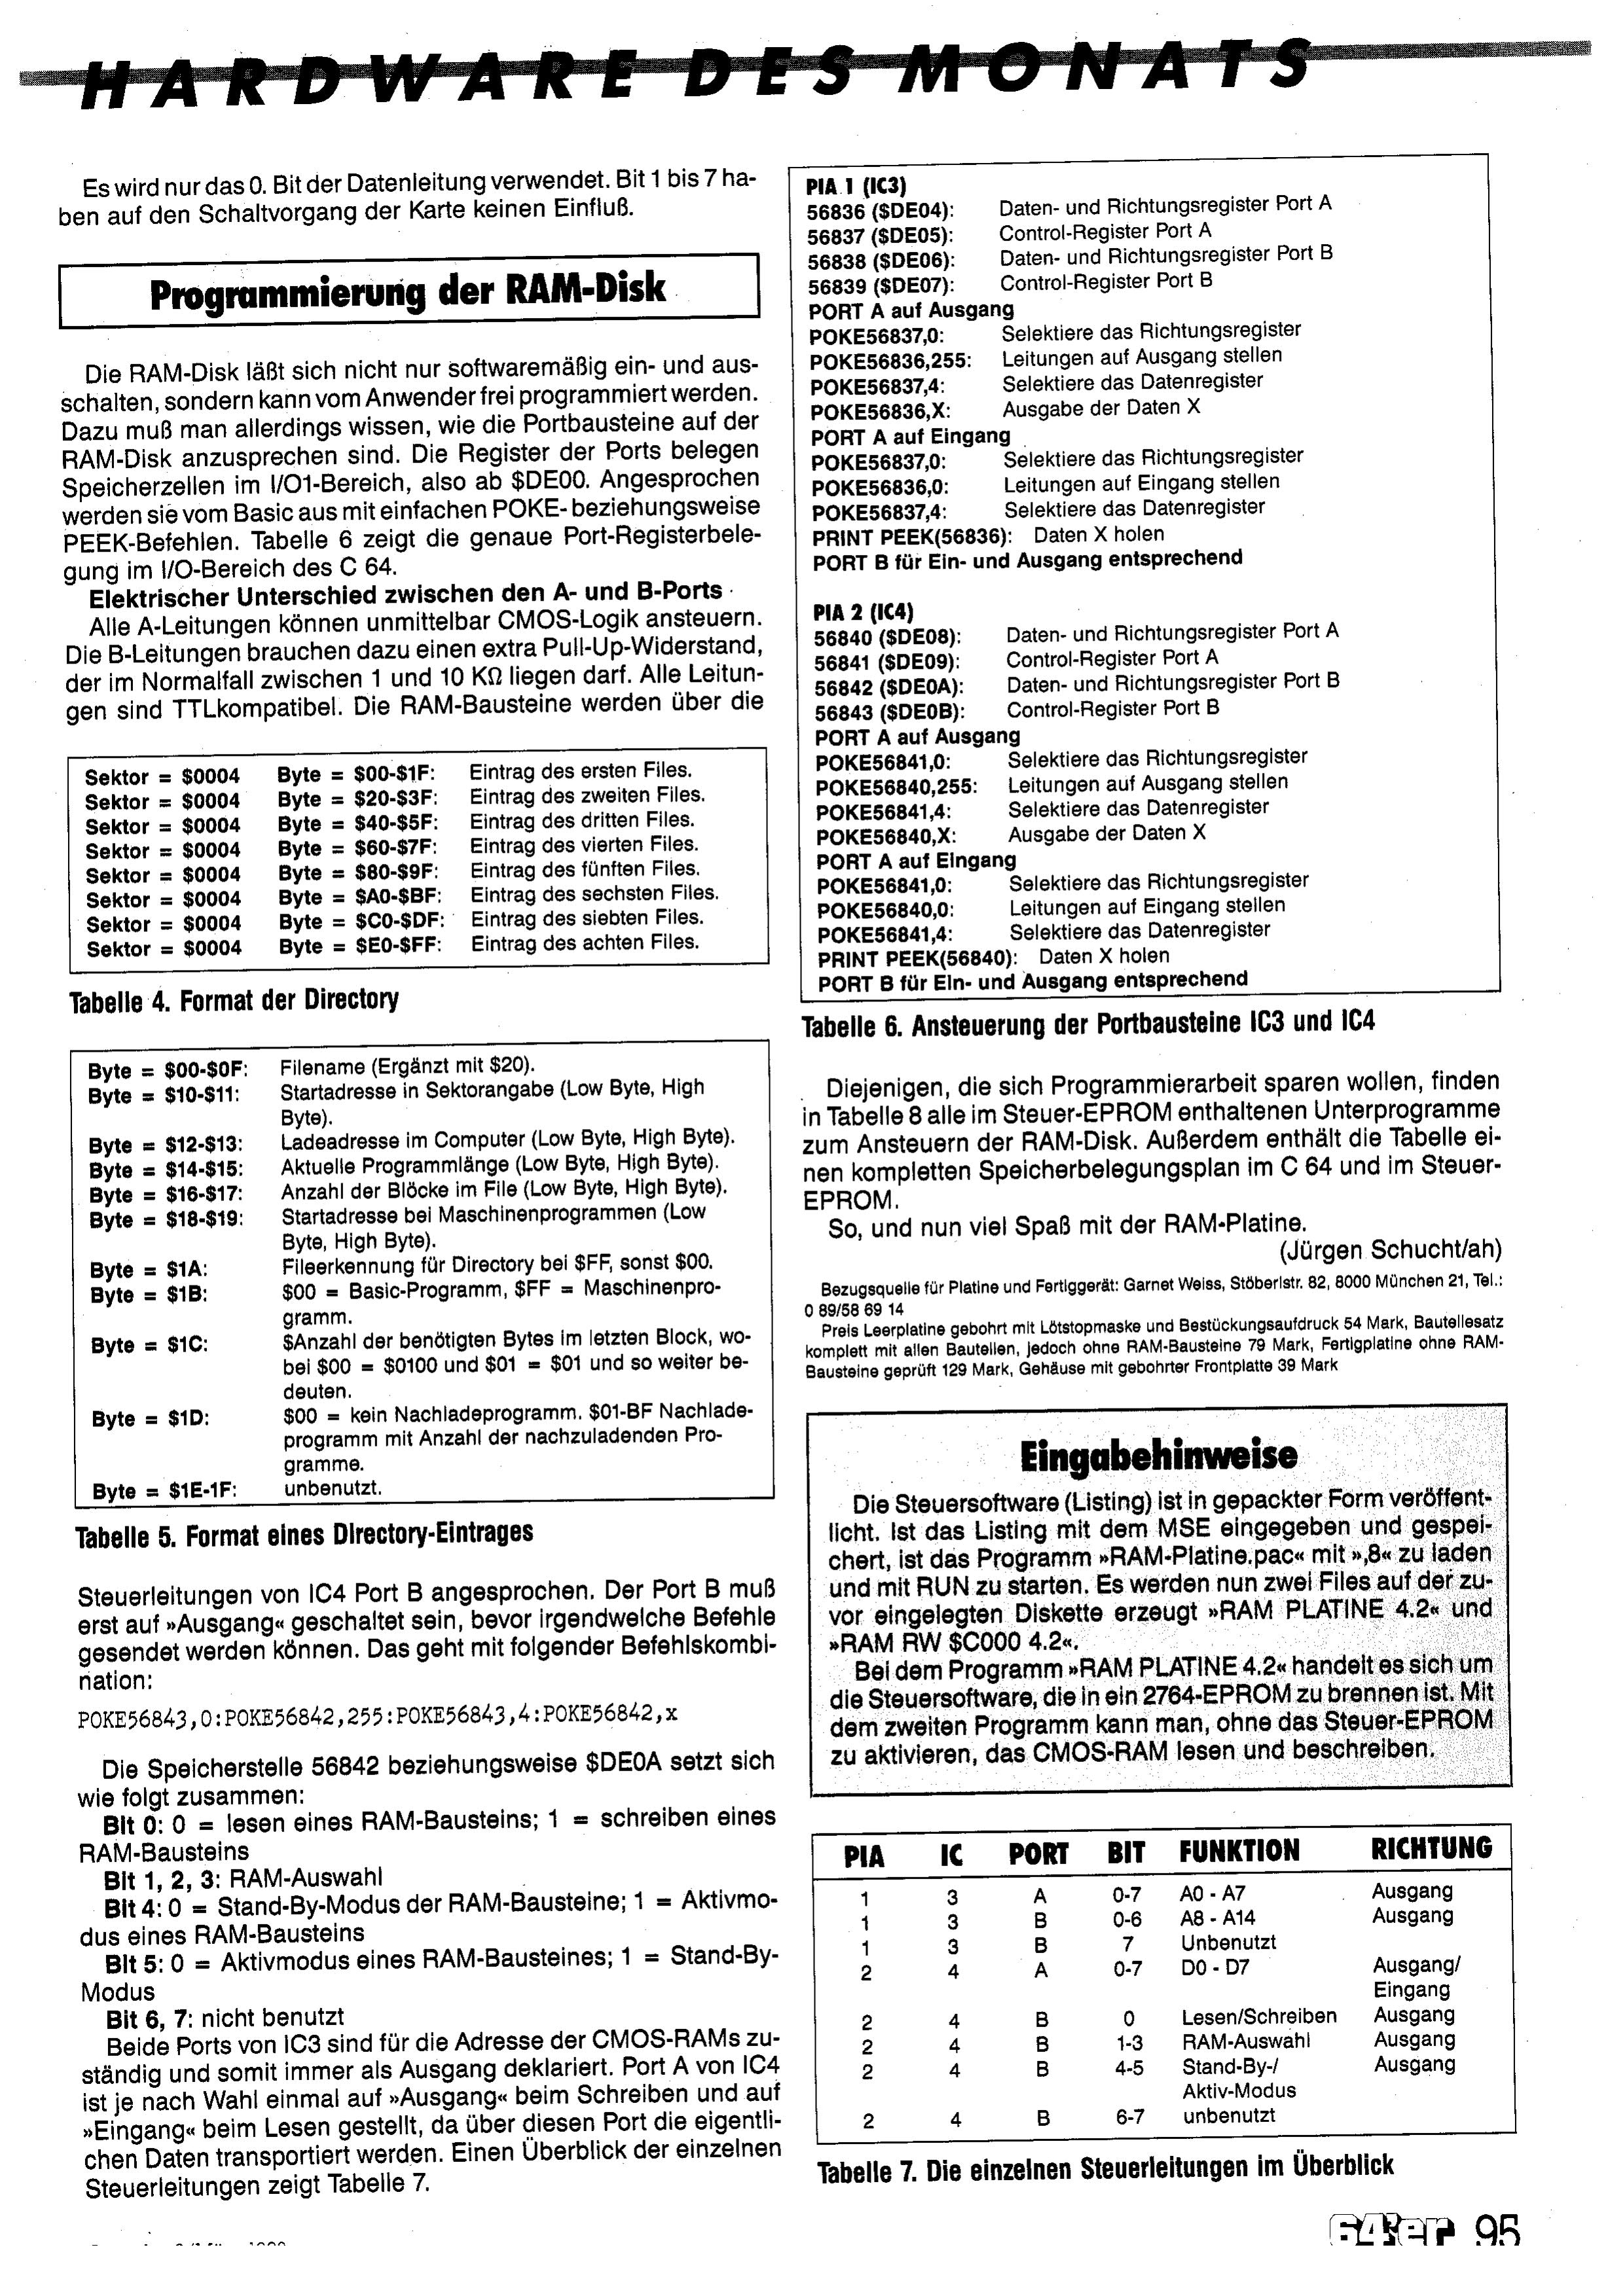 HARDWARE DES MONATS
Es wird nur das 0. Bit der Datenleitung verwendet. Bit 1 bis 7 ha-
ben auf den Schaltvorgang der Karte keinen Einfluß.
Programmierung der RAM-Disk
Die RAM-Disk läßt sich nicht nur softwaremäßig ein- und aus-
schalten, sondern kann vom Anwender frei programmiert werden.
Dazu muß man allerdings wissen, wie die Portbausteine auf der
RAM-Disk anzusprechen sind. Die Register der Ports belegen
Speicherzellen im I/O1-Bereich, also ab $DE00. Angesprochen
werden sie vom Basic aus mit einfachen POKE- beziehungsweise
PEEK-Befehlen. Tabelle 6 zeigt die genaue Port-Registerbele-
gung im I/O-Bereich des C 64.
Elektrischer Unterschied zwischen den A- und B-Ports
Alle A-Leitungen können unmittelbar CMOS-Logik ansteuern.
Die B-Leitungen brauchen dazu einen extra Pull-Up-Widerstand,
der im Normalfall zwischen 1 und 10 KΩ liegen darf. Alle Leitun-
gen sind TTLkompatibel. Die RAM-Bausteine werden über die
Sektor = $0004 Byte = $00-$1F: Eintrag des ersten Files.
Sektor = $0004 Byte = $20-$3F: Eintrag des zweiten Files.
Sektor = $0004 Byte = $40-$5F: Eintrag des dritten Files.
Sektor = $0004 Byte = $60-$7F: Eintrag des vierten Files.
Sektor = $0004 Byte = $80-$9F: Eintrag des fünften Files.
Sektor = $0004 Byte = $A0-$BF: Eintrag des sechsten Files.
Sektor = $0004 Byte = $C0-$DF: Eintrag des siebten Files.
Sektor = $0004 Byte = $E0-$FF: Eintrag des achten Files.
Tabelle 4. Format der Directory
Byte = $00-$0F: Filename (Ergänzt mit $20).
Byte = $10-$11: Startadresse in Sektorangabe (Low Byte, High
Byte).
Byte = $12-$13: Ladeadresse im Computer (Low Byte, High Byte).
Byte = $14-$15: Aktuelle Programmlänge (Low Byte, High Byte).
Byte = $16-$17: Anzahl der Blöcke im File (Low Byte, High Byte).
Byte = $18-$19: Startadresse bei Maschinenprogrammen (Low
Byte, High Byte).
Byte = $1A: Fileerkennung für Directory bei $FF, sonst $00.
Byte = $1B: $00 = Basic-Programm, $FF = Maschinenpro-
gramm.
Byte = $1C: $Anzahl der benötigten Bytes im letzten Block, wo-
bei $00 = $0100 und $01 = $01 und so weiter be-
deuten.
Byte = $1D: $00 = kein Nachladeprogramm. $01-BF Nachlade-
programm mit Anzahl der nachzuladenden Pro-
gramme.
Byte = $1E-1F: unbenutzt.
Tabelle 5. Format eines Directory-Eintrages
Steuerleitungen von IC4 Port B angesprochen. Der Port B muß
erst auf »Ausgang« geschaltet sein, bevor irgendwelche Befehle
gesendet werden können. Das geht mit folgender Befehlskombi-
nation:
POKE56843,0:POKE56842,255:POKE56843,4:POKE56842,x
Die Speicherstelle 56842 beziehungsweise $DE0A setzt sich
wie folgt zusammen:
Bit 0: 0 = lesen eines RAM-Bausteins; 1 = schreiben eines
RAM-Bausteins
Bit 1, 2, 3: RAM-Auswahl
Bit 4: 0 = Stand-By-Modus der RAM-Bausteine; 1 = Aktivmo-
dus eines RAM-Bausteins
Bit 5: 0 = Aktivmodus eines RAM-Bausteines; 1 = Stand-By-
Modus
Bit 6, 7: nicht benutzt
Beide Ports von IC3 sind für die Adresse der CMOS-RAMs zu-
ständig und somit immer als Ausgang deklariert. Port A von IC4
ist je nach Wahl einmal auf »Ausgang« beim Schreiben und auf
»Eingang« beim Lesen gestellt, da über diesen Port die eigentli-
chen Daten transportiert werden. Einen Überblick der einzelnen
Steuerleitungen zeigt Tabelle 7.
PIA 1 (IC3)
56836 ($DE04): Daten- und Richtungsregister Port A
56837 ($DE05): Control-Register Port A
56838 ($DE06): Daten- und Richtungsregister Port B
56839 ($DE07): Control-Register Port B
PORT A auf Ausgang
POKE56837,0: Selektiere das Richtungsregister
POKE56836,255: Leitungen auf Ausgang stellen
POKE56837,4: Selektiere das Datenregister
POKE56836,X: Ausgabe der Daten X
PORT A auf Eingang
POKE56837,0: Selektiere das Richtungsregister
POKE56836,0: Leitungen auf Eingang stellen
POKE56837,4: Selektiere das Datenregister
PRINT PEEK(56836): Daten X holen
PORT B für Ein- und Ausgang entsprechend
PIA 2 (IC4)
56840 ($DE08): Daten- und Richtungsregister Port A
56841 ($DE09): Control-Register Port A
56842 ($DE0A): Daten- und Richtungsregister Port B
56843 ($DE0B): Control-Register Port B
PORT A auf Ausgang
POKE56841,0: Selektiere das Richtungsregister
POKE56840,255: Leitungen auf Ausgang stellen
POKE56841,4: Selektiere das Datenregister
POKE56840,X: Ausgabe der Daten X
PORT A auf Eingang
POKE56841,0: Selektiere das Richtungsregister
POKE56840,0: Leitungen auf Eingang stellen
POKE56841,4: Selektiere das Datenregister
PRINT PEEK(56840): Daten X holen
PORT B für Ein- und Ausgang entsprechend
Tabelle 6. Ansteuerung der Portbausteine IC3 und IC4
Diejenigen, die sich Programmierarbeit sparen wollen, finden
in Tabelle 8 alle im Steuer-EPROM enthaltenen Unterprogramme
zum Ansteuern der RAM-Disk. Außerdem enthält die Tabelle ei-
nen kompletten Speicherbelegungsplan im C 64 und im Steuer-
EPROM.
So, und nun viel Spaß mit der RAM-Platine.
(Jürgen Schucht/ah)
Bezugsquelle für Platine und Fertiggerät: Garnet Weiss, Stöberlstr. 82, 8000 München 21, Tel.:
0 89/58 69 14
Preis Leerplatine gebohrt mit Lötstopmaske und Bestückungsaufdruck 54 Mark, Bauteilesatz
komplett mit allen Bauteilen, jedoch ohne RAM-Bausteine 79 Mark, Fertigplatine ohne RAM-
Bausteine geprüft 129 Mark, Gehäuse mit gebohrter Frontplatte 39 Mark
Eingabehinweise
Die Steuersoftware (Listing) ist in gepackter Form veröffent-
licht. Ist das Listing mit dem MSE eingegeben und gespei-
chert, ist das Programm »RAM-Platine.pac« mit »,8« zu laden
und mit RUN zu starten. Es werden nun zwei Files auf der zu-
vor eingelegten Diskette erzeugt »RAM PLATINE 4.2« und
»RAM RW $C000 4.2«.
Bei dem Programm »RAM PLATINE 4.2« handelt es sich um
die Steuersoftware, die in ein 2764-EPROM zu brennen ist. Mit
dem zweiten Programm kann man, ohne das Steuer-EPROM
zu aktivieren, das CMOS-RAM lesen und beschreiben.
PIA IC PORT BIT FUNKTION RICHTUNG
1 3 A 0-7 A0 - A7 Ausgang
1 3 B 0-6 A8 - A14 Ausgang
1 3 B 7 Unbenutzt
2 4 A 0-7 D0 - D7 Ausgang/
Eingang
2 4 B 0 Lesen/Schreiben Ausgang
2 4 B 1-3 RAM-Auswahl Ausgang
2 4 B 4-5 Stand-By-/ Ausgang
Aktiv-Modus
2 4 B 6-7 unbenutzt
Tabelle 7. Die einzelnen Steuerleitungen im Überblick
64'er 95